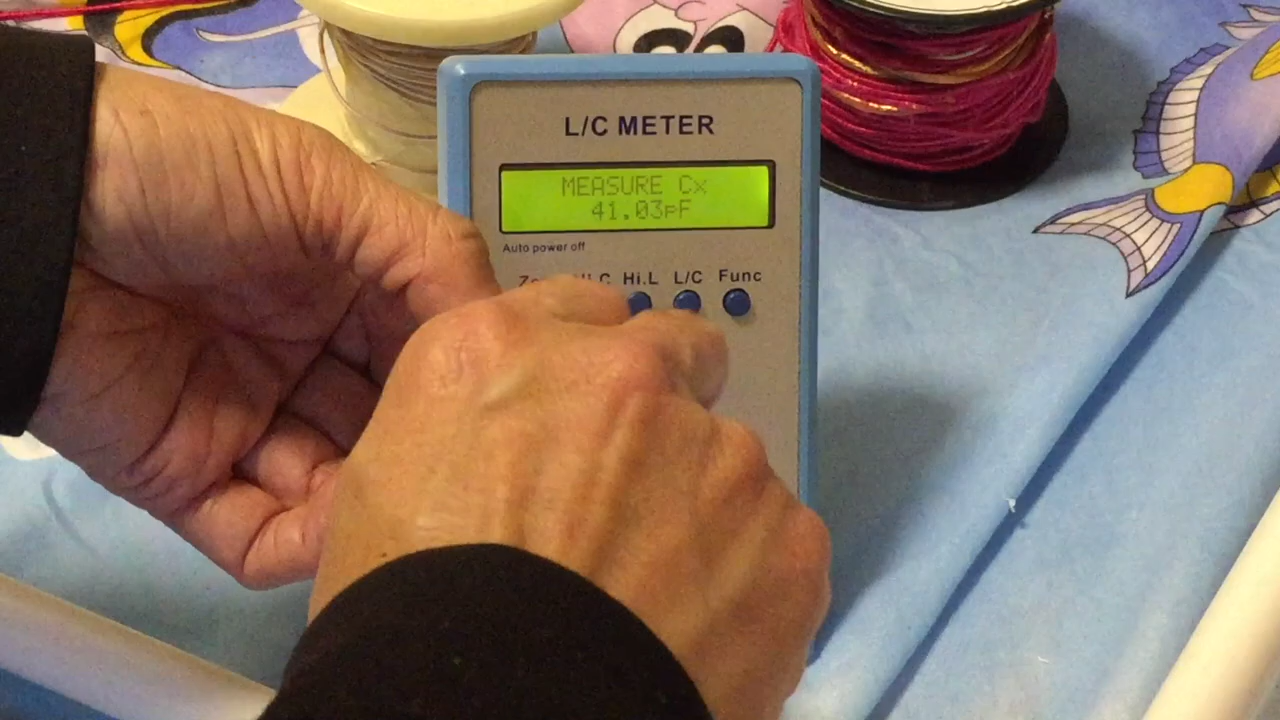 L/C METER
MEASURE Cx
41.03pF
Auto power off
Hi.L L/C Func